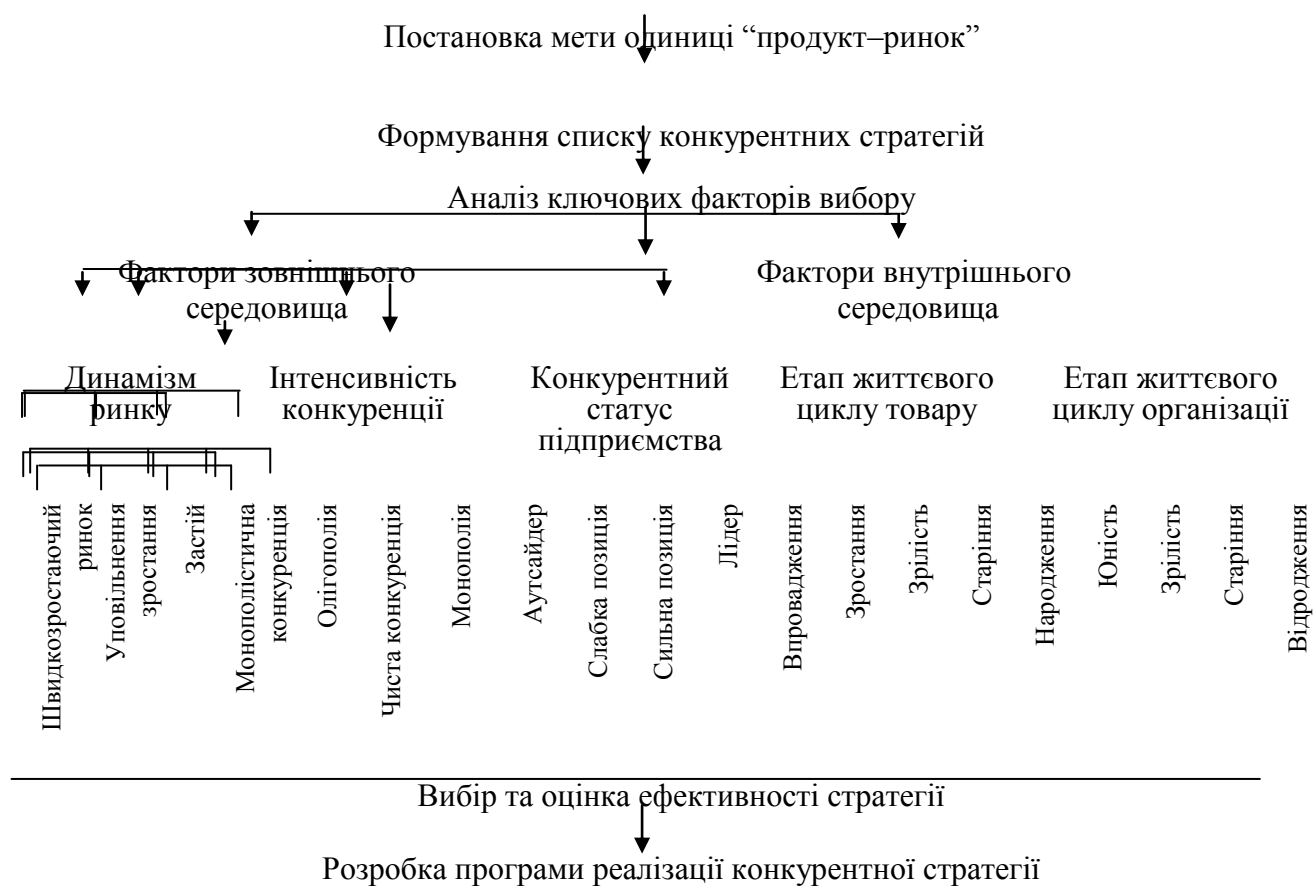 Постановка мети одиниці “продукт–ринок”
Формування списку конкурентних стратегій
Аналіз ключових факторів вибору
Фактори зовнішнього
середовища
Фактори внутрішнього
середовища
Динамізм
ринку
Інтенсивність
конкуренції
Конкурентний
статус
підприємства
Етап життєвого
циклу товару
Етап життєвого
циклу організації
Швидкозростаючий
ринок
Уповільнення
зростання
Застій
Монополістична
конкуренція
Олігополія
Чиста конкуренція
Монополія
Аутсайдер
Слабка позиція
Сильна позиція
Лідер
Впровадження
Зростання
Зрілість
Старіння
Народження
Юність
Зрілість
Старіння
Відродження
Вибір та оцінка ефективності стратегії
Розробка програми реалізації конкурентної стратегії